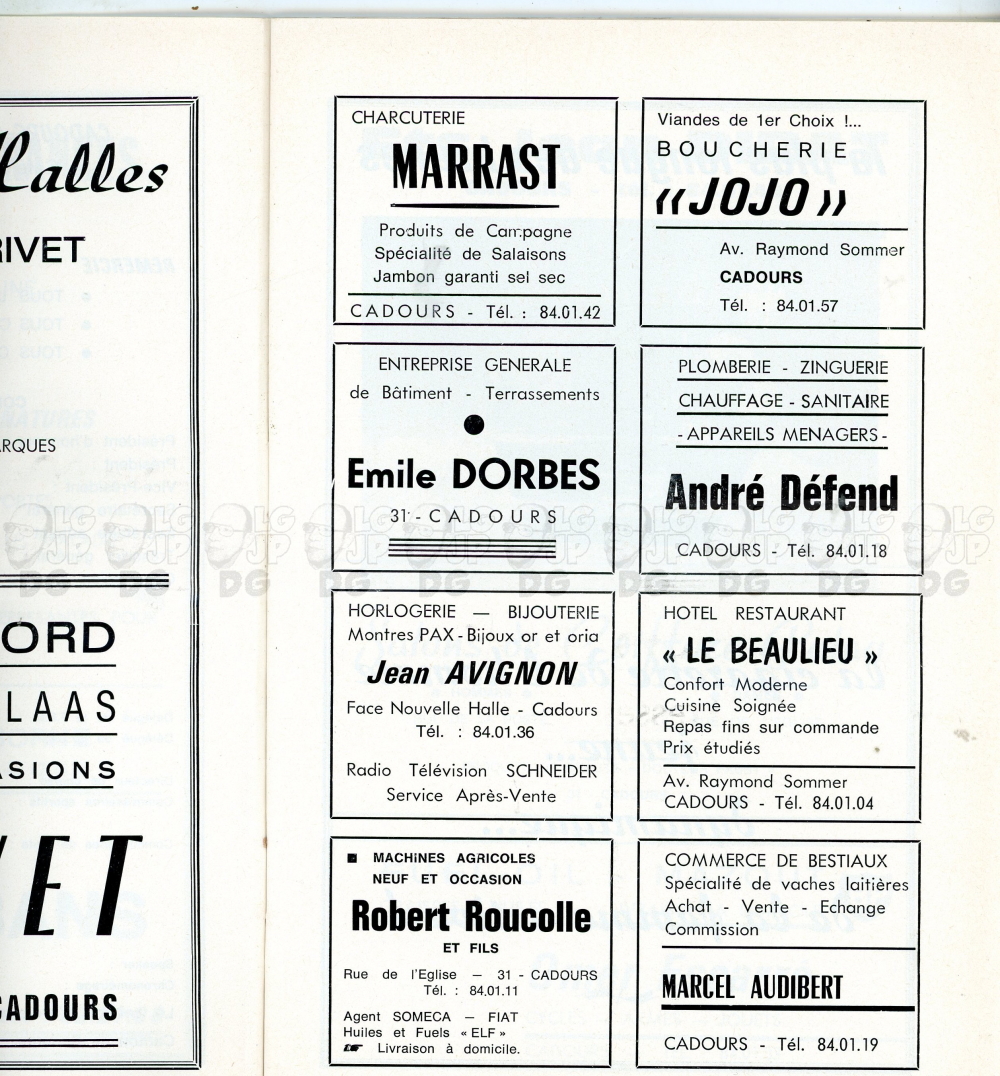 Halles
RIVET
ARQUES
ORD
LAAS
ASIONS
VET
CADOURS
CHARCUTERIE
MARRAST
Produits de Campagne
Spécialité de Salaisons
Jambon garanti sel sec
CADOURS - Tél. : 84.01.42
Viandes de 1er Choix !...
BOUCHERIE
«JOJO»
Av. Raymond Sommer
CADOURS
Tél. : 84.01.57
ENTREPRISE GENERALE
de Bâtiment - Terrassements
Emile DORBES
31 - CADOURS
PLOMBERIE - ZINGUERIE
CHAUFFAGE - SANITAIRE
- APPAREILS MENAGERS -
André Défend
CADOURS - Tél. 84.01.18
HORLOGERIE — BIJOUTERIE
Montres PAX - Bijoux or et oria
Jean AVIGNON
Face Nouvelle Halle - Cadours
Tél. : 84.01.36
Radio Télévision SCHNEIDER
Service Après-Vente
HOTEL RESTAURANT
« LE BEAULIEU »
Confort Moderne
Cuisine Soignée
Repas fins sur commande
Prix étudiés
Av. Raymond Sommer
CADOURS - Tél. 84.01.04
MACHiNES AGRICOLES
NEUF ET OCCASION
Robert Roucolle
ET FILS
Rue de l'Eglise — 31 - CADOURS
Tél. : 84.01.11
Agent SOMECA — FIAT
Huiles et Fuels «ELF»
Livraison à domicile.
COMMERCE DE BESTIAUX
Spécialité de vaches laitières
Achat - Vente - Echange
Commission
MARCEL AUDIBERT
CADOURS - Tél. 84.01.19
LG JP DG